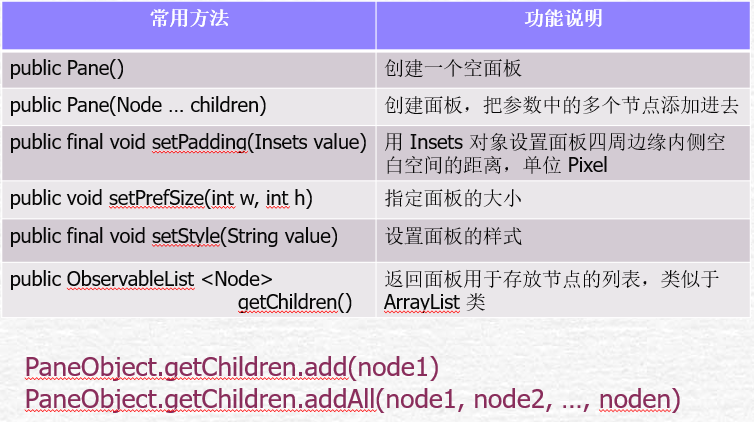 常用方法 功能说明
public Pane() 创建一个空面板
public Pane(Node … children) 创建面板，把参数中的多个节点添加进去
public final void setPadding(Insets value) 用 Insets 对象设置面板四周边缘内侧空
白空间的距离，单位 Pixel
public void setPrefSize(int w, int h) 指定面板的大小
public final void setStyle(String value) 设置面板的样式
public ObservableList <Node> 返回面板用于存放节点的列表，类似于
getChildren() ArrayList 类
PaneObject.getChildren.add(node1)
PaneObject.getChildren.addAll(node1, node2, …, noden)